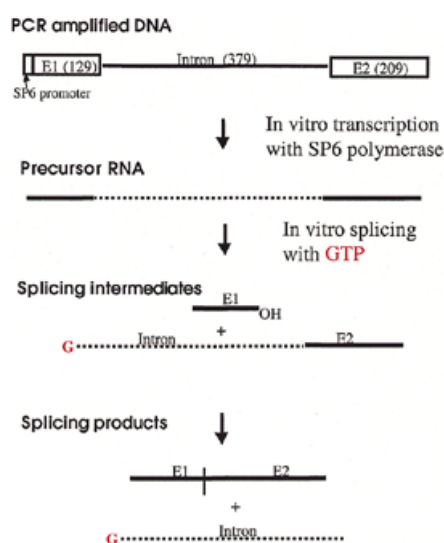 PCR amplified DNA
E1 (129)
Intron (379)
E2 (209)
SP6 promoter
In vitro transcription
with SP6 polymerase
Precursor RNA
In vitro splicing
with GTP
Splicing intermediates
E1
OH
+
G
Intron
E2
Splicing products
E1
E2
+
G
Intron